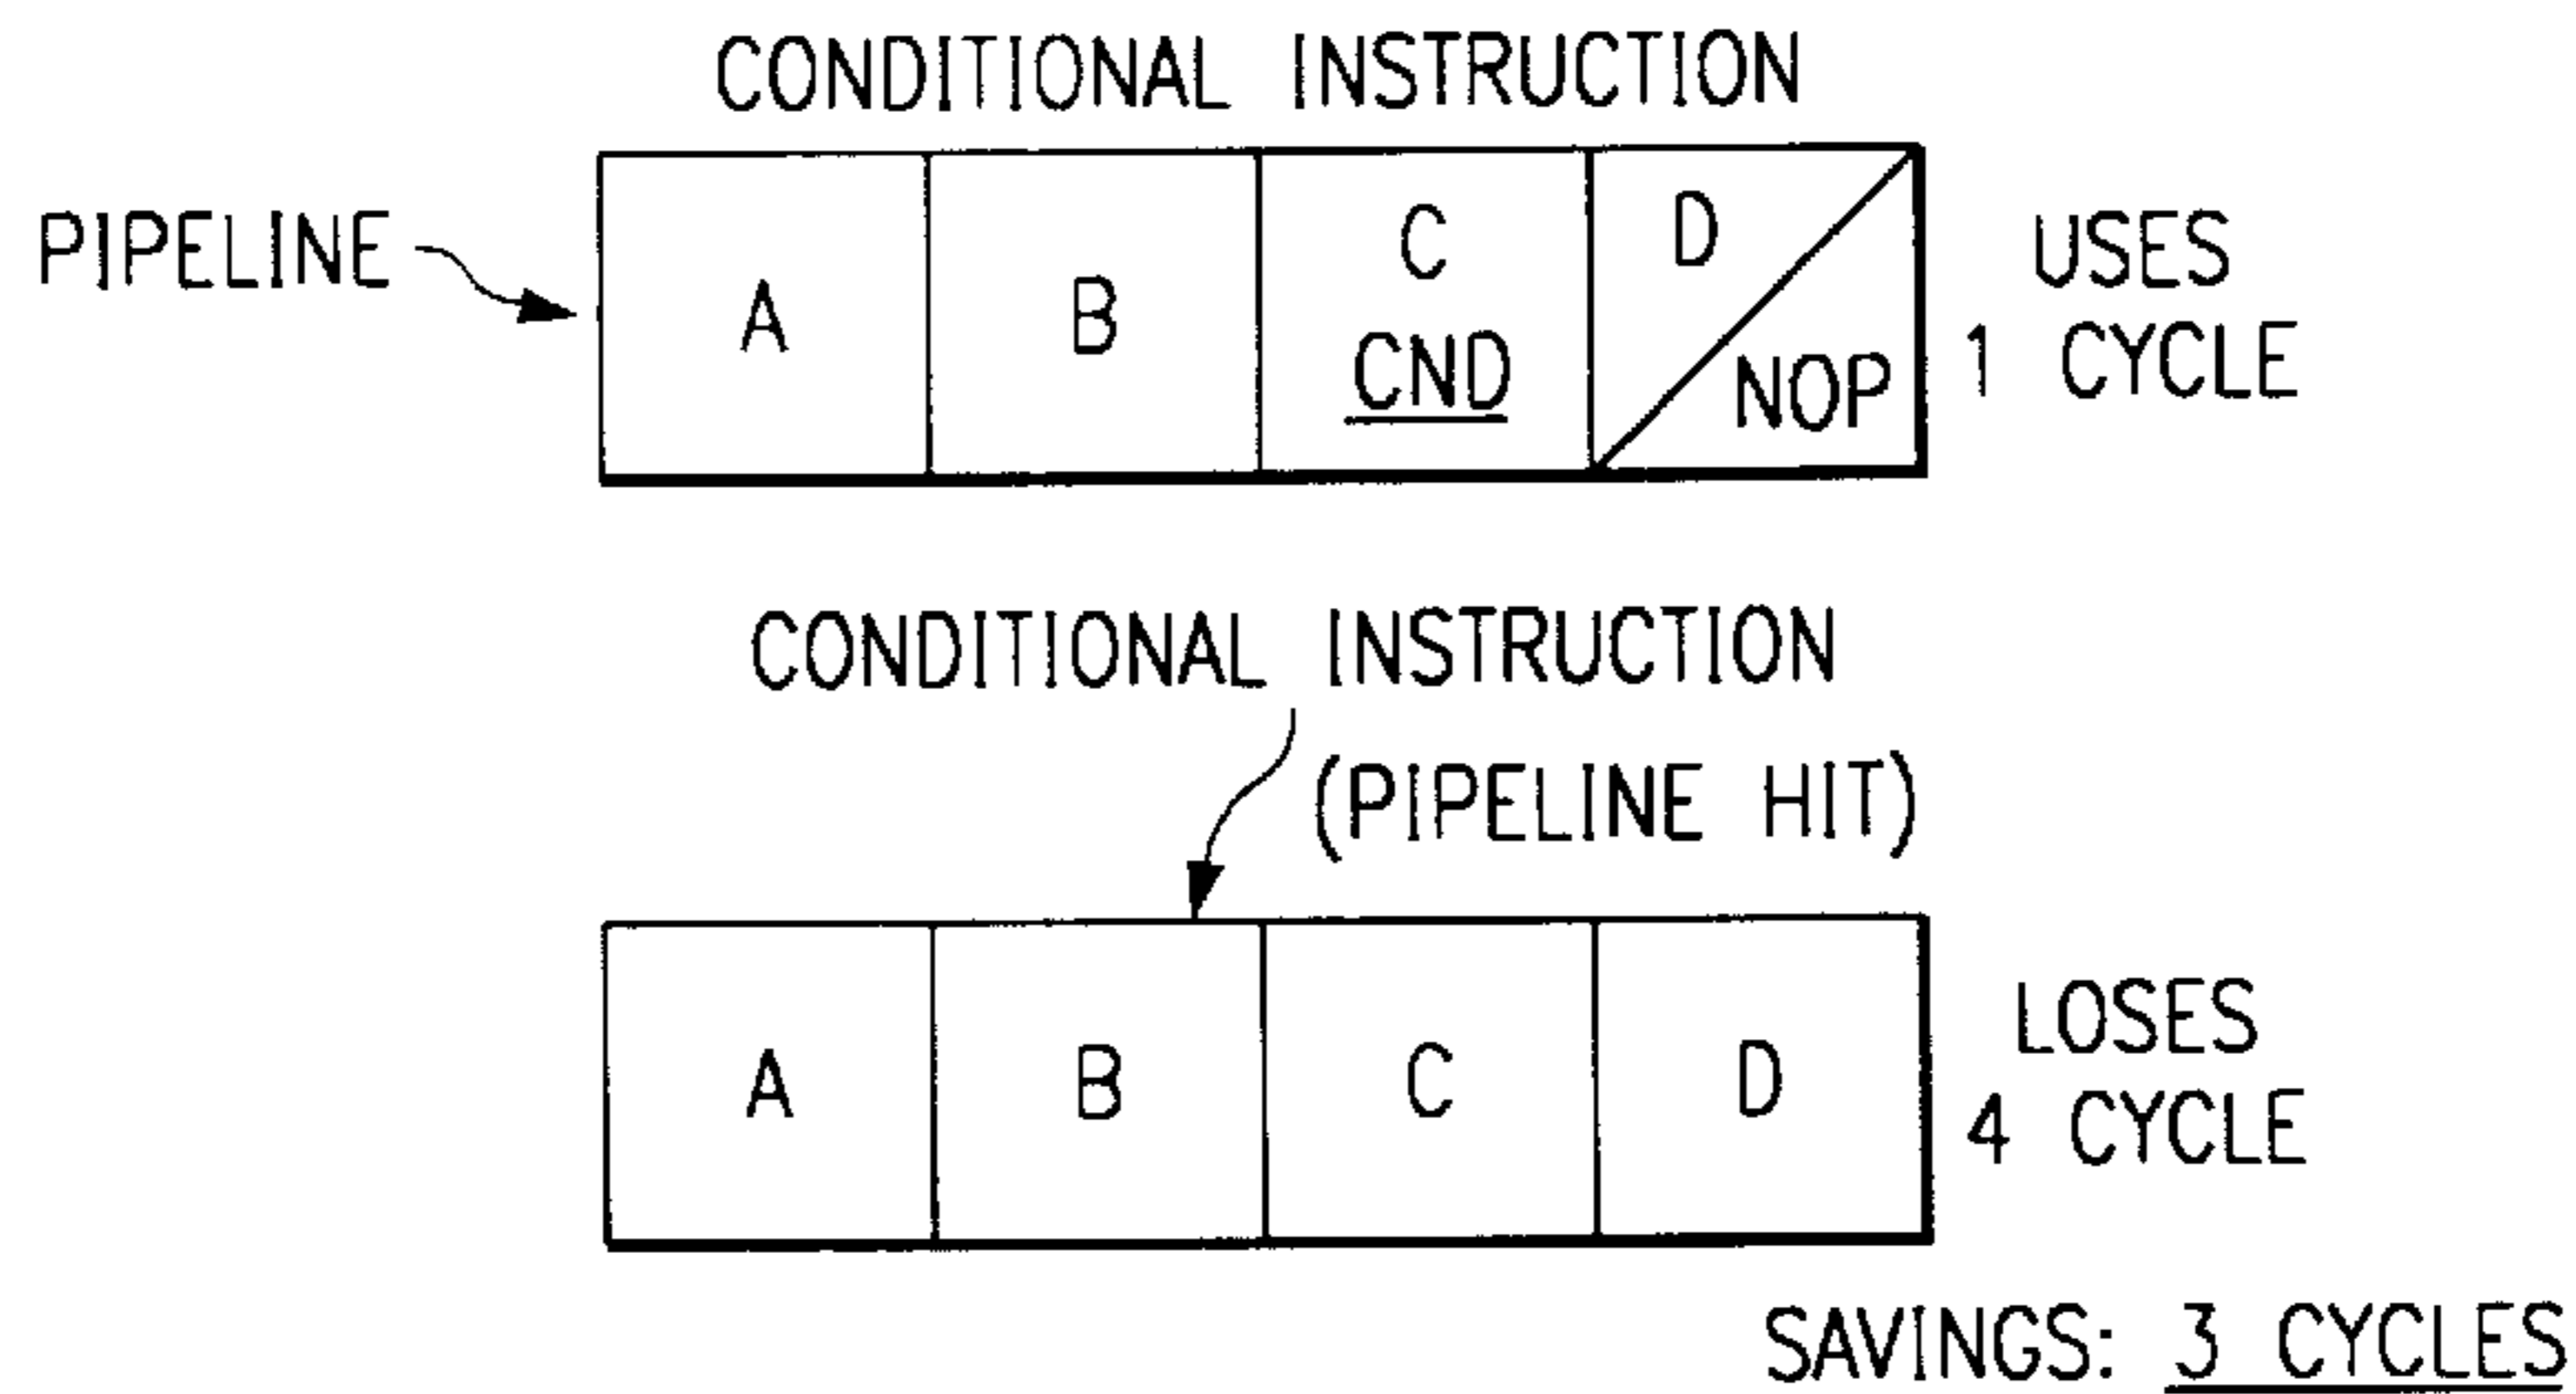 CONDITIONAL INSTRUCTION
PIPELINE
A
B
C
CND
D
NOP
USES
1 CYCLE
CONDITIONAL INSTRUCTION
(PIPELINE HIT)
A
B
C
D
LOSES
4 CYCLE
SAVINGS: 3 CYCLES